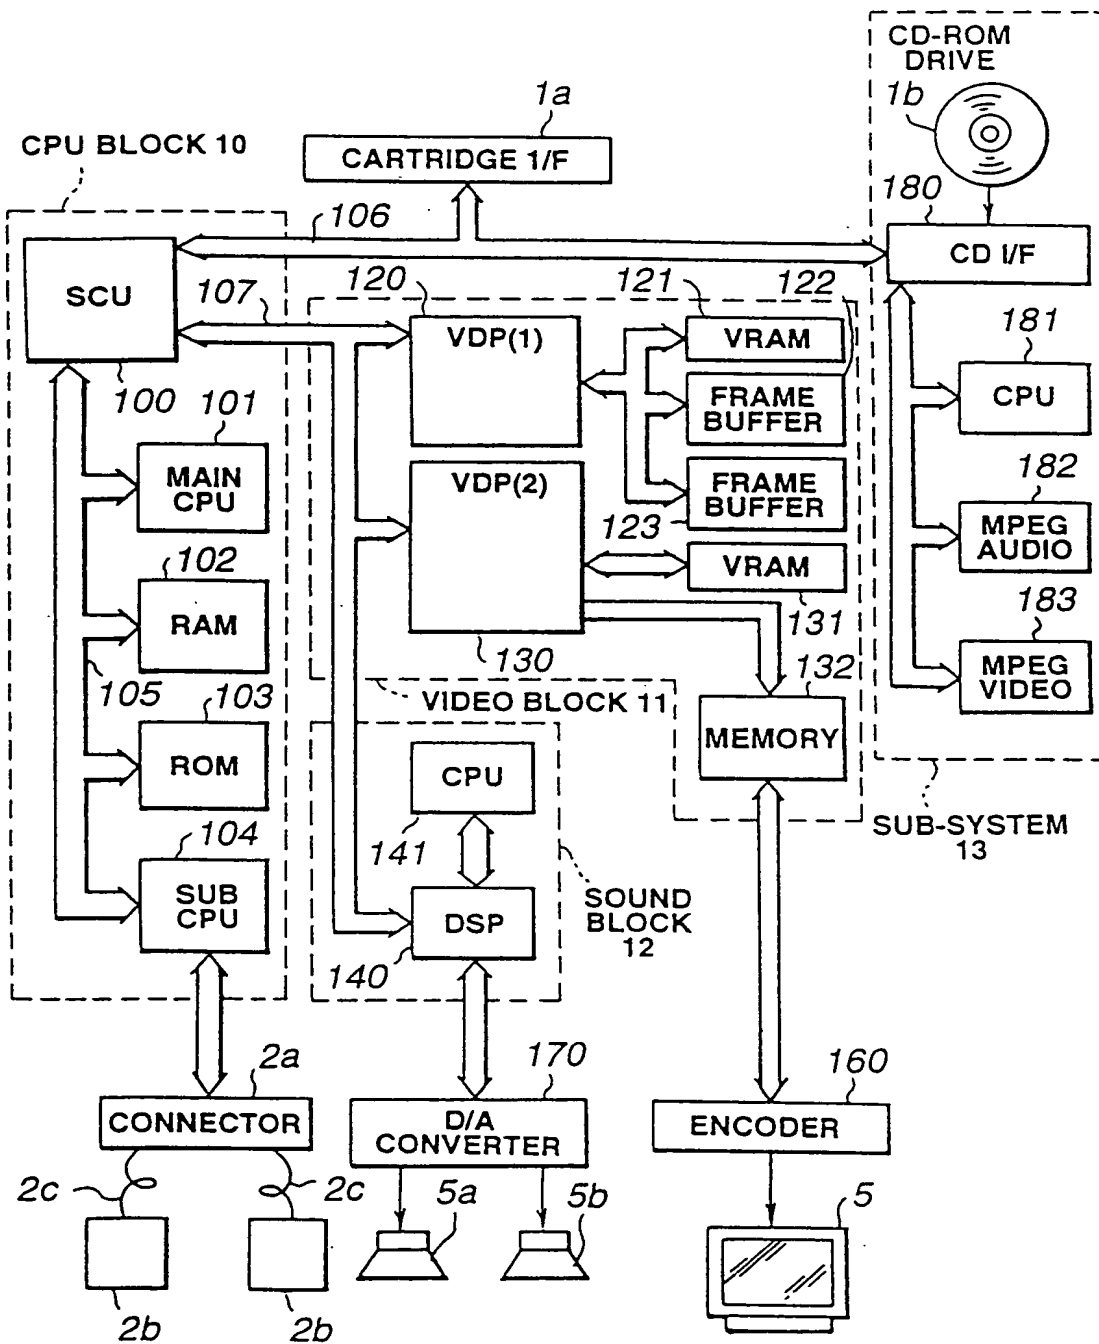 CD-ROM
DRIVE
1b
1a
CPU BLOCK 10
CARTRIDGE 1/F
180
106
SCU
CD I/F
107
120
121
122
VDP(1)
VRAM
181
100
101
FRAME
BUFFER
CPU
MAIN
CPU
VDP(2)
FRAME
BUFFER
182
123
MPEG
AUDIO
102
VRAM
RAM
131
183
130
132
105
103
VIDEO BLOCK 11
MPEG
VIDEO
ROM
CPU
MEMORY
104
141
SUB-SYSTEM
13
SUB
CPU
DSP
SOUND
BLOCK
12
140
2a
170
160
CONNECTOR
D/A
CONVERTER
ENCODER
2c
2c
5a
5b
5
2b
2b